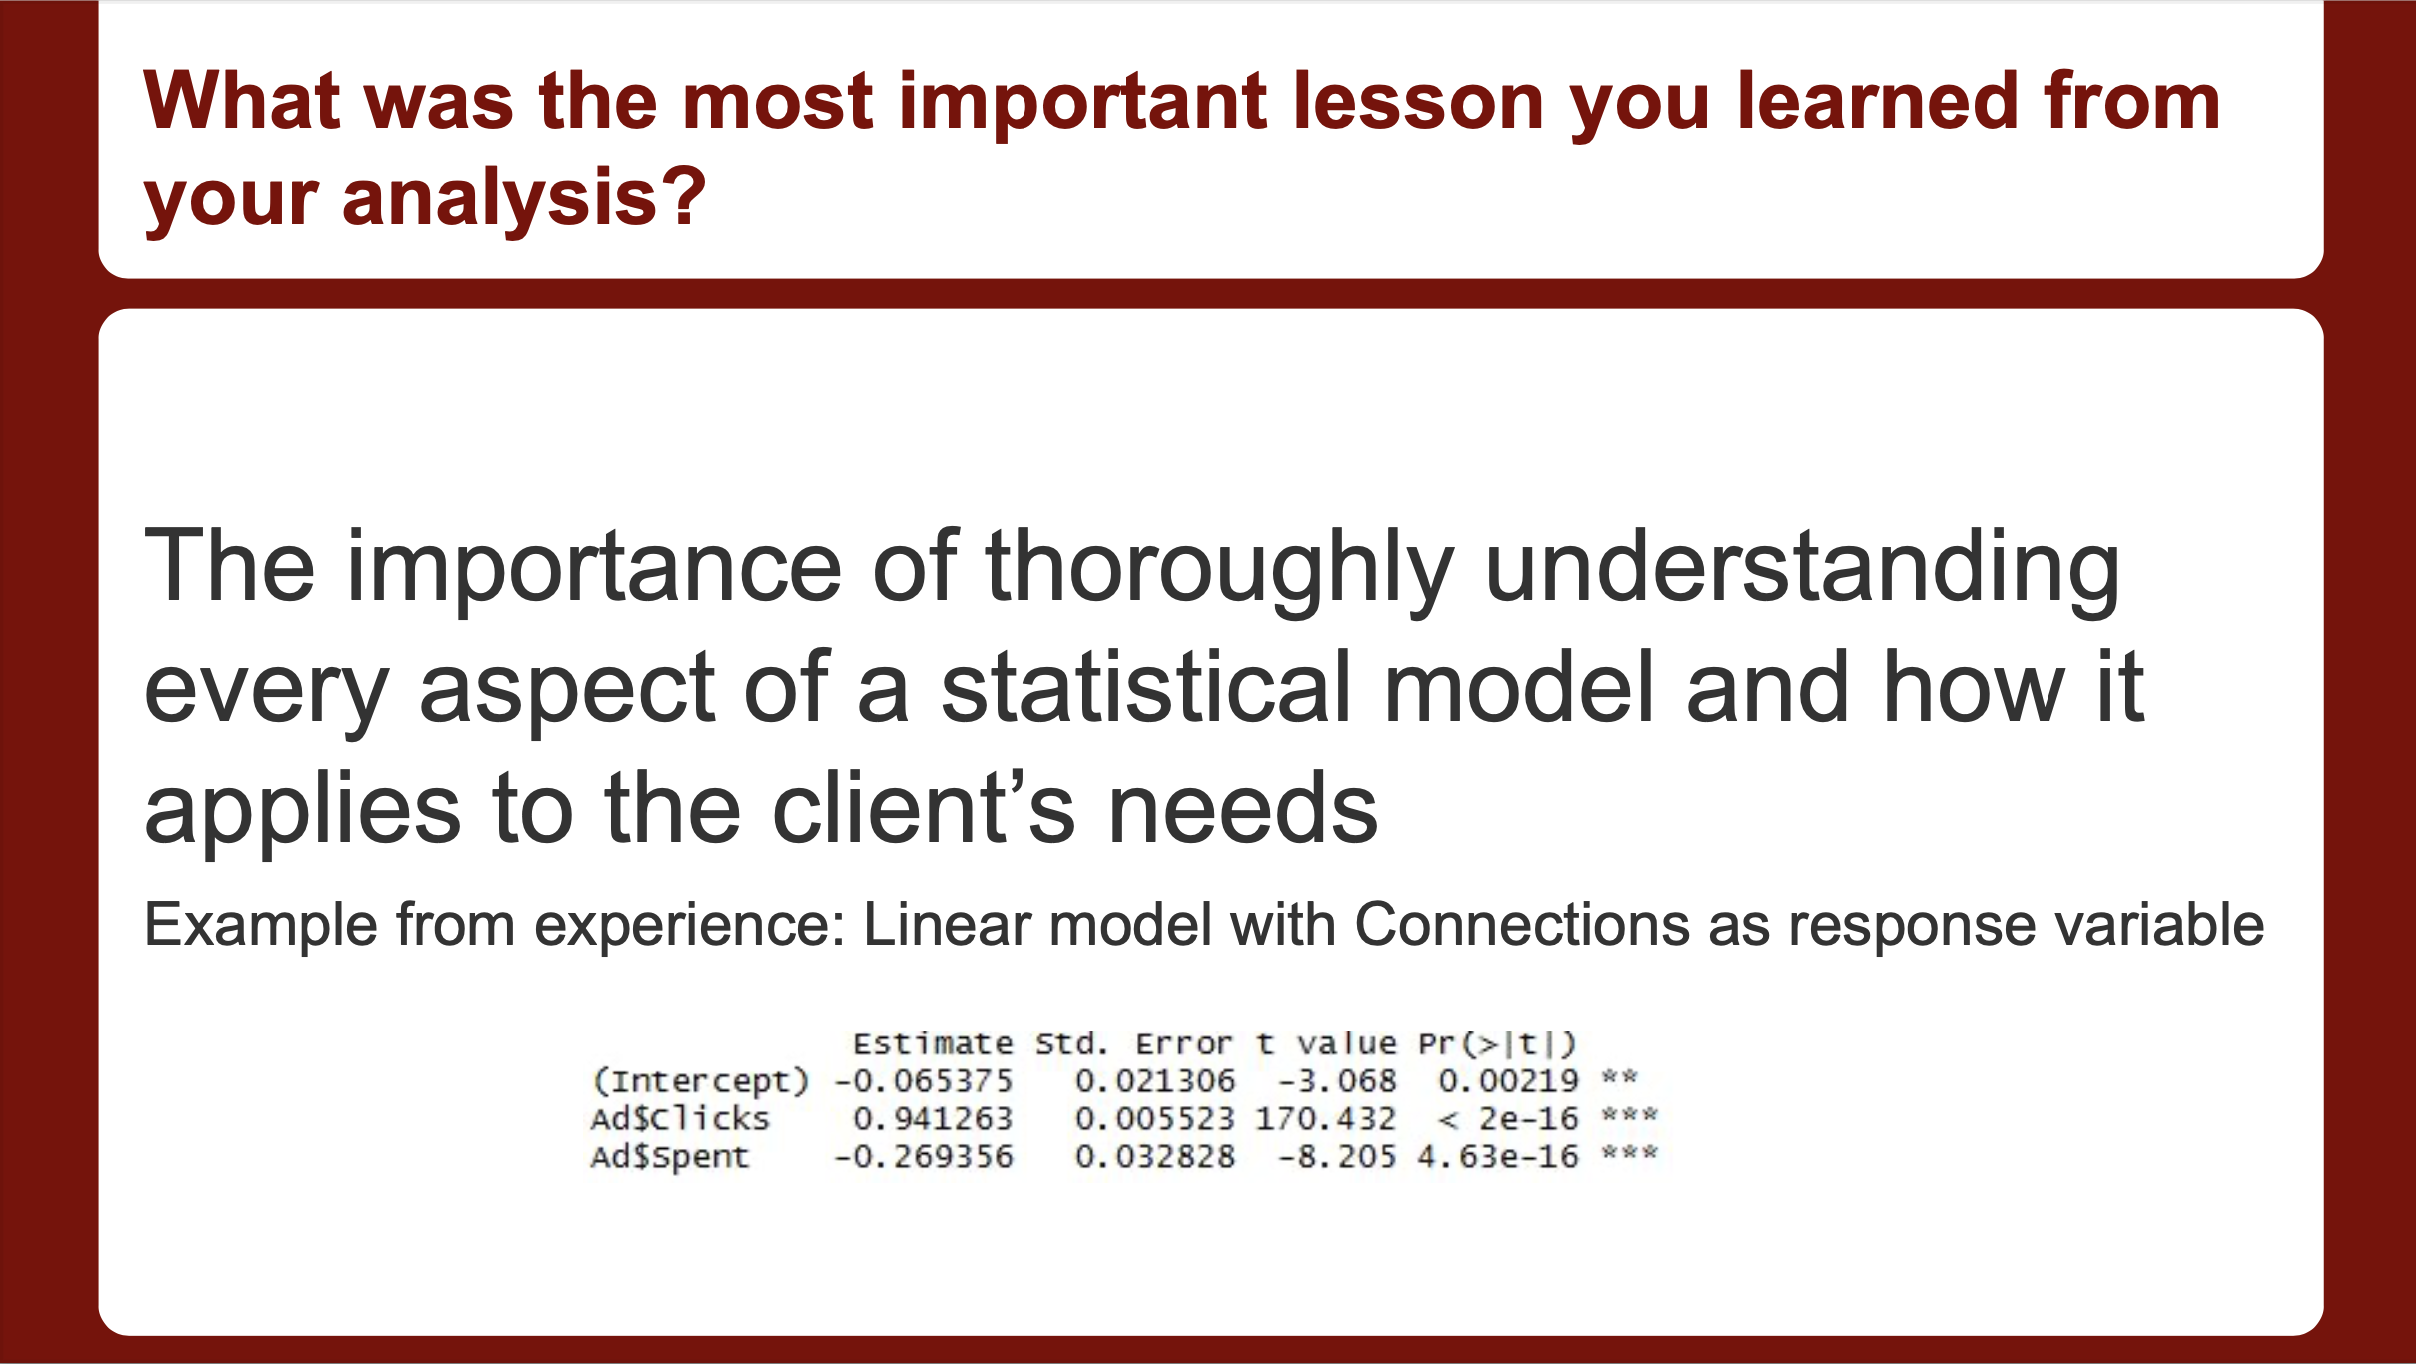 What was the most important lesson you learned from
your analysis?
The importance of thoroughly understanding
every aspect of a statistical model and how it
applies to the client’s needs
Example from experience: Linear model with Connections as response variable
Estimate Std. Error t value Pr(>|t|)
(Intercept) -0.065375 0.021306 -3.068 0.00219 **
Ad$Clicks 0.941263 0.005523 170.432 < 2e-16 ***
Ad$Spent -0.269356 0.032828 -8.205 4.63e-16 ***